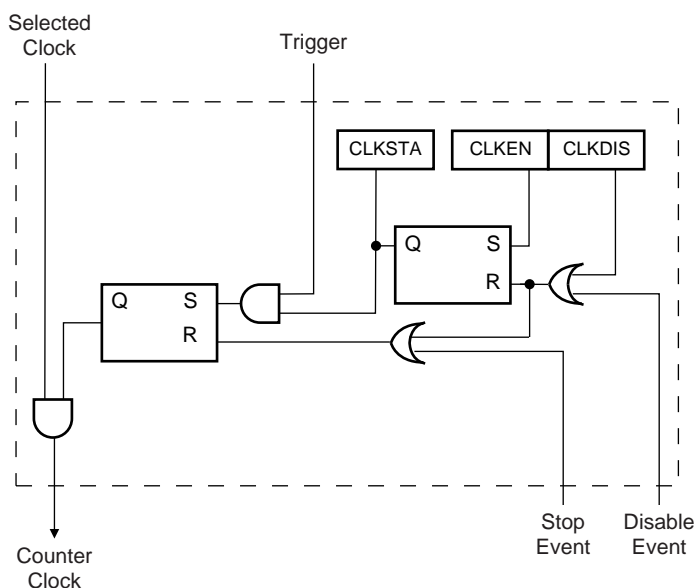 Selected
Clock
Trigger
CLKSTA
CLKEN
CLKDIS
Q
S
R
Q
S
R
Stop
Event
Disable
Event
Counter
Clock